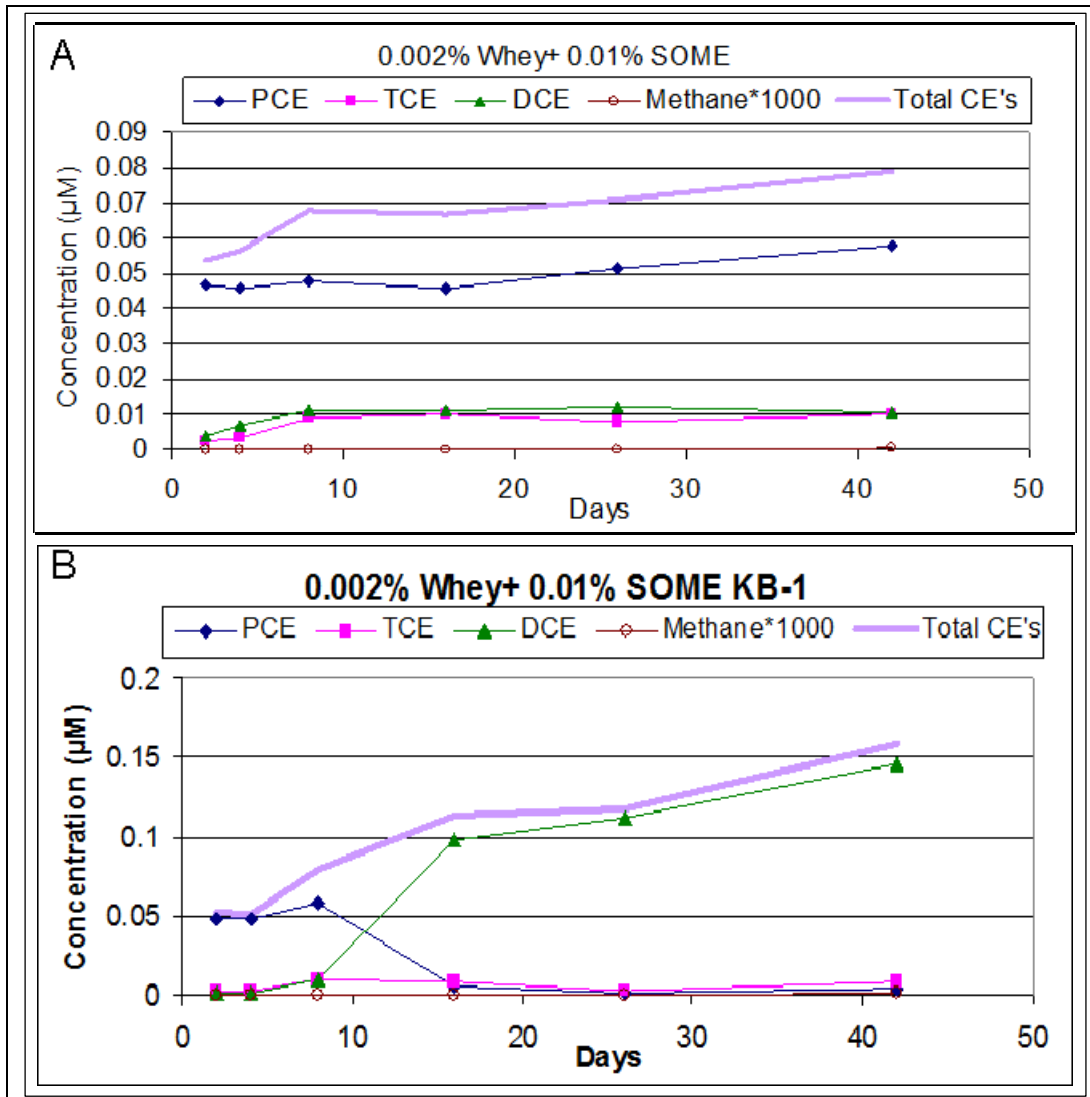 A
0.002% Whey+ 0.01% SOME
PCE TCE DCE Methane*1000 Total CE's
Concentration (µM)
0.09
0.08
0.07
0.06
0.05
0.04
0.03
0.02
0.01
0
0 10 20 30 40 50
Days
B
0.002% Whey+ 0.01% SOME KB-1
PCE TCE DCE Methane*1000 Total CE's
Concentration (µM)
0.2
0.15
0.1
0.05
0
0 10 20 30 40 50
Days